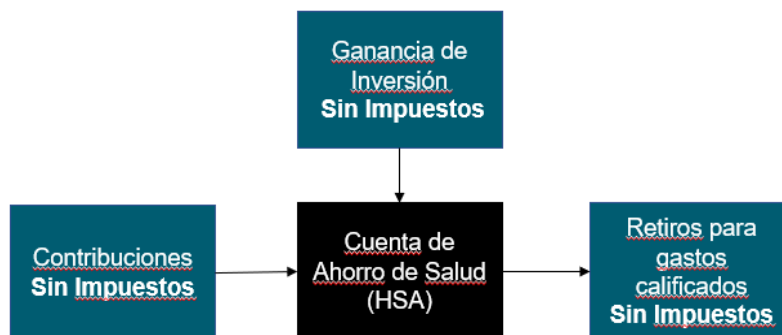 Ganancia de
Inversión
Sin Impuestos
Contribuciones
Sin Impuestos
Cuenta de
Ahorro de Salud
(HSA)
Retiros para
gastos
calificados
Sin Impuestos